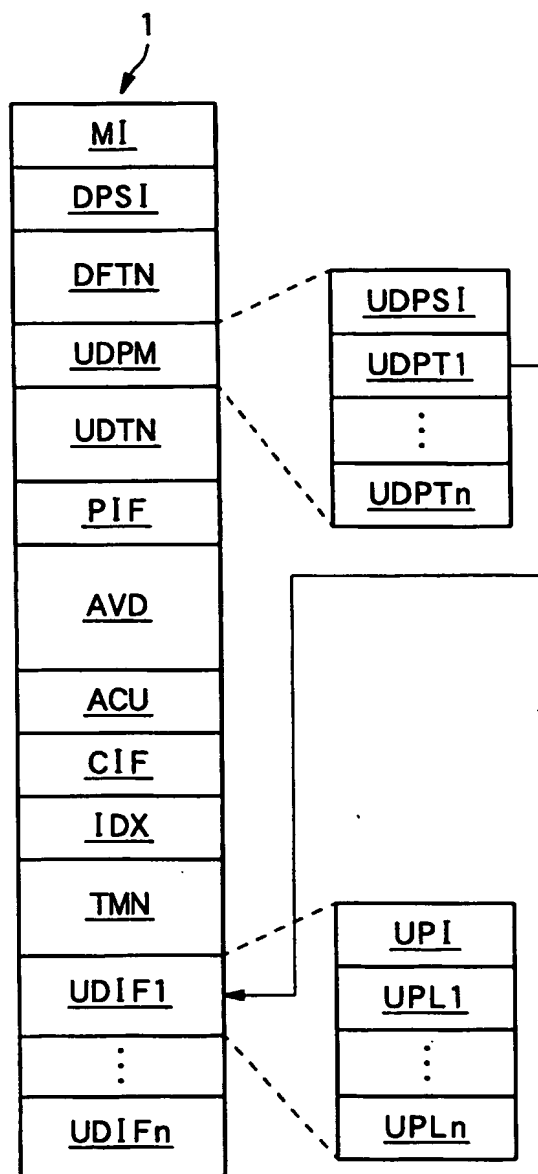 1
MI
DPSI
DFTN
UDPM
UDTN
PIF
AVD
ACU
CIF
IDX
TMN
UDIF1
⋮
UDIFn
UDPSI
UDPT1
⋮
UDPTn
UPI
UPL1
⋮
UPLn